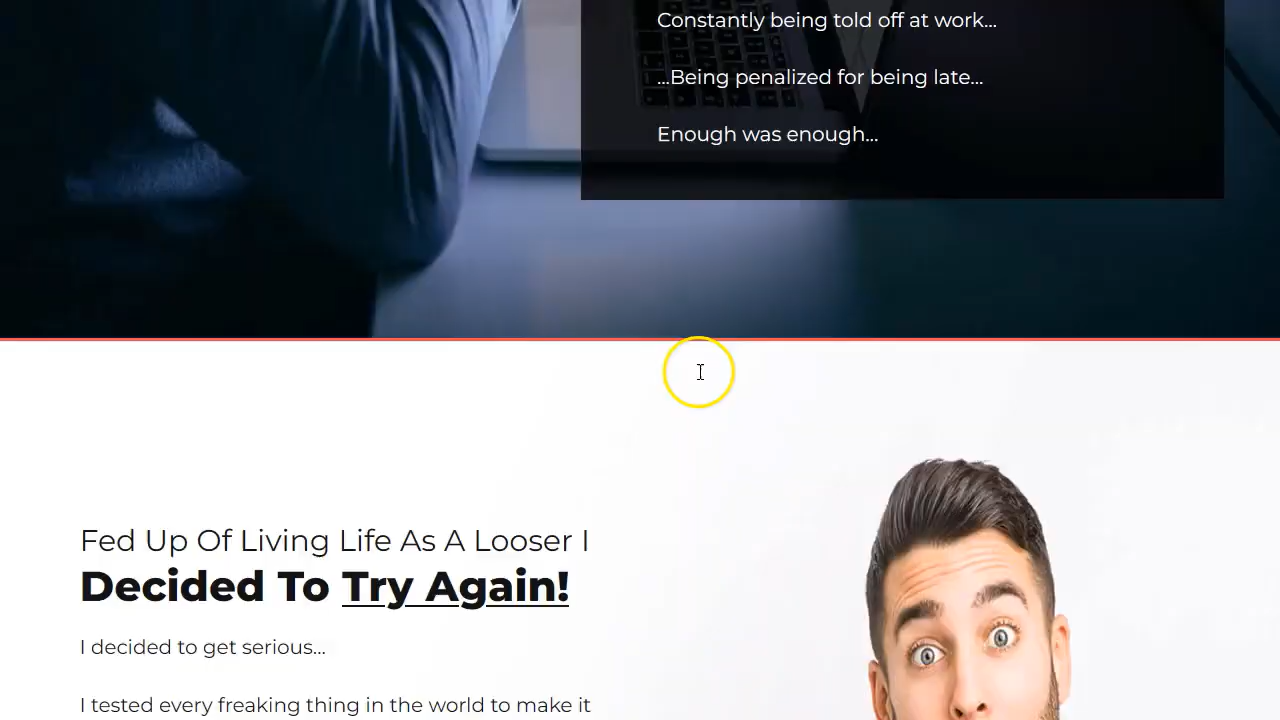 Constantly being told off at work...
...Being penalized for being late...
Enough was enough...
Fed Up Of Living Life As A Looser I
Decided To Try Again!
I decided to get serious...
I tested every freaking thing in the world to make it